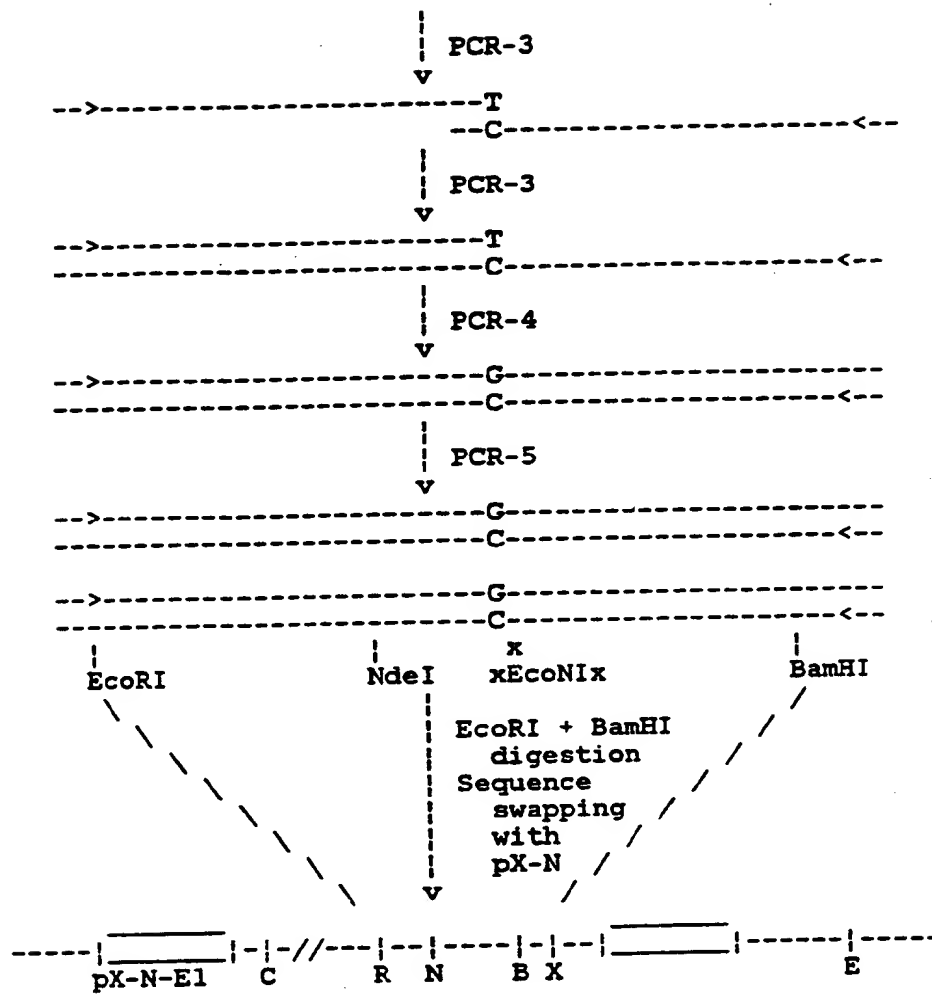 PCR-3
-->------------------------T
--C------------------------<--
PCR-3
-->------------------------T
---------------------------C------------------------<--
PCR-4
-->------------------------G------------------------
---------------------------C------------------------<--
PCR-5
-->------------------------G------------------------
---------------------------C------------------------<--
-->------------------------G------------------------
---------------------------C------------------------<--
x
EcoRI NdeI xEcoNIx BamHI
EcoRI + BamHI
digestion
Sequence
swapping
with
pX-N
pX-N-E1 C R N B X E